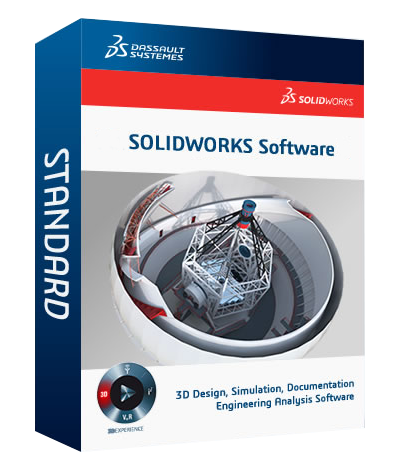 DASSAULT
SYSTEMES
SOLIDWORKS
SOLIDWORKS Software
STANDARD
3D
V.R
3DEXPERIENCE
3D Design, Simulation, Documentation
Engineering Analysis Software